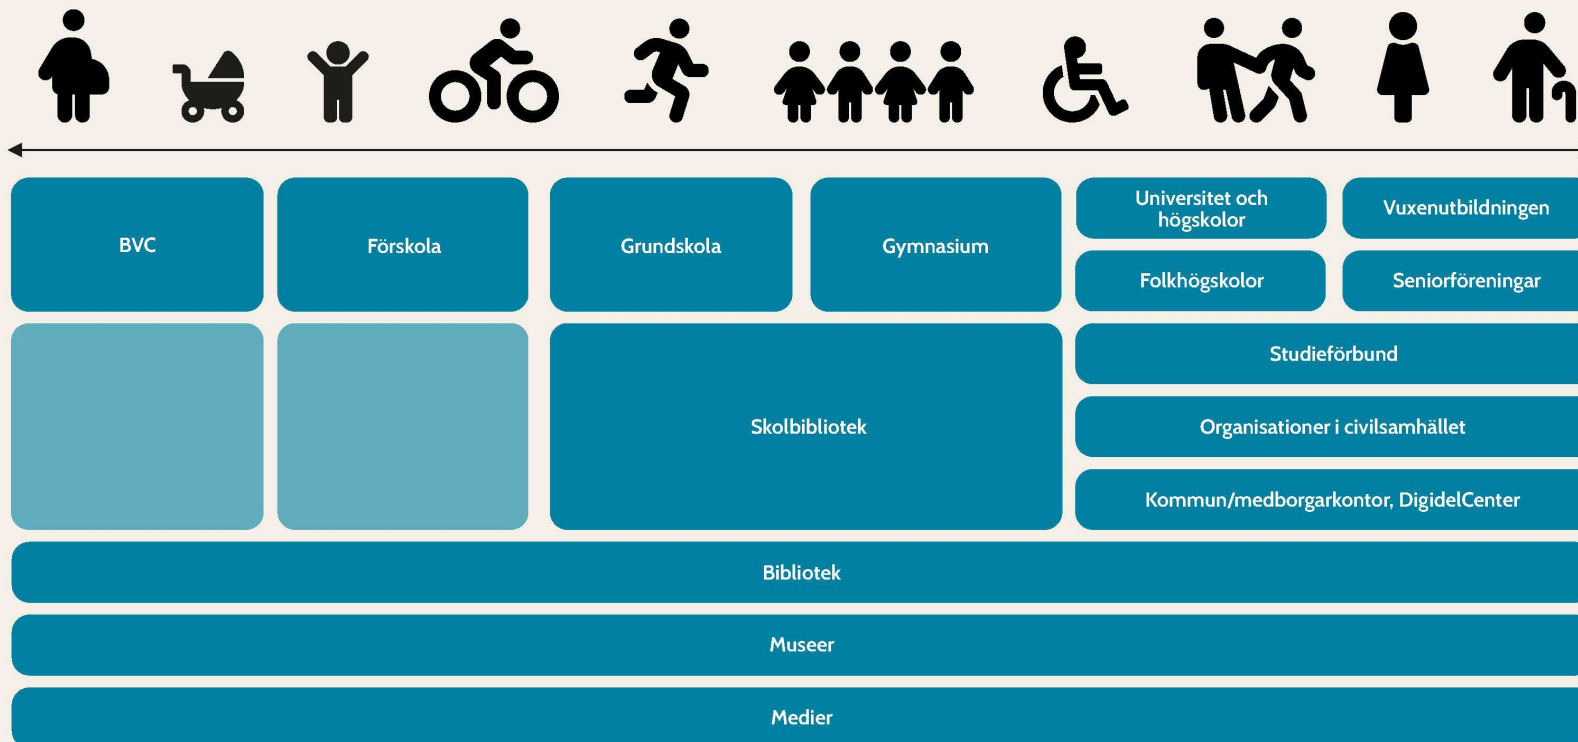 BVC
Förskola
Grundskola
Gymnasium
Universitet och
högskolor
Vuxenutbildningen
Folkhögskolor
Seniorföreningar
Studieförbund
Skolbibliotek
Organisationer i civilsamhället
Kommun/medborgarkontor, DigidelCenter
Bibliotek
Museer
Medier